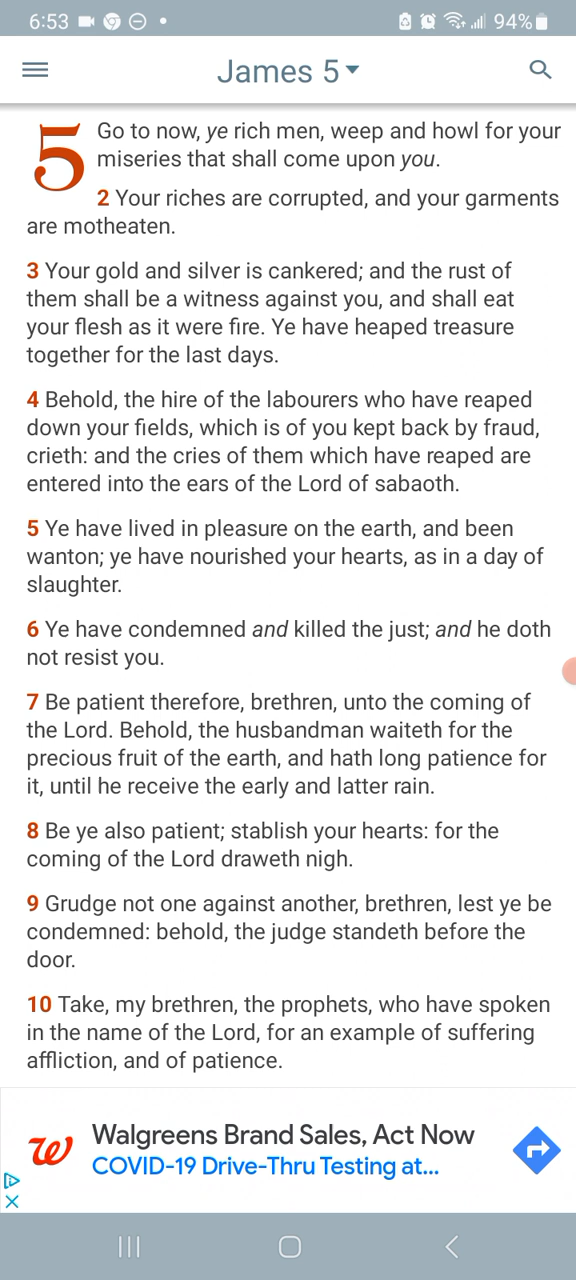 6:53 94%
James 5
5 Go to now, ye rich men, weep and howl for your
miseries that shall come upon you.
2 Your riches are corrupted, and your garments
are motheaten.
3 Your gold and silver is cankered; and the rust of
them shall be a witness against you, and shall eat
your flesh as it were fire. Ye have heaped treasure
together for the last days.
4 Behold, the hire of the labourers who have reaped
down your fields, which is of you kept back by fraud,
crieth: and the cries of them which have reaped are
entered into the ears of the Lord of sabaoth.
5 Ye have lived in pleasure on the earth, and been
wanton; ye have nourished your hearts, as in a day of
slaughter.
6 Ye have condemned and killed the just; and he doth
not resist you.
7 Be patient therefore, brethren, unto the coming of
the Lord. Behold, the husbandman waiteth for the
precious fruit of the earth, and hath long patience for
it, until he receive the early and latter rain.
8 Be ye also patient; stablish your hearts: for the
coming of the Lord draweth nigh.
9 Grudge not one against another, brethren, lest ye be
condemned: behold, the judge standeth before the
door.
10 Take, my brethren, the prophets, who have spoken
in the name of the Lord, for an example of suffering
affliction, and of patience.
W
Walgreens Brand Sales, Act Now
COVID-19 Drive-Thru Testing at...